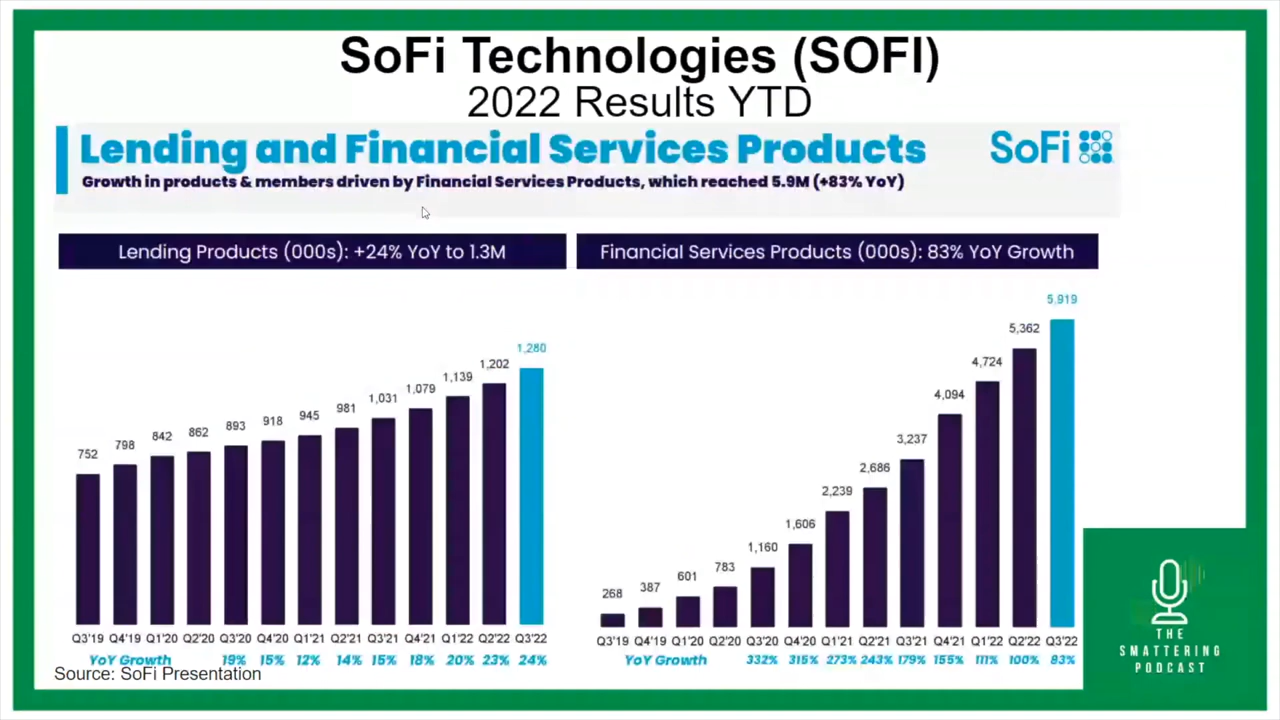 SoFi Technologies (SOFI)
2022 Results YTD
Lending and Financial Services Products
SoFi
Growth in products & members driven by Financial Services Products, which reached 5.9M (+83% YoY)
Lending Products (000s): +24% YoY to 1.3M
752 798 842 862 893 918 945 981 1,031 1,079 1,139 1,202 1,280
Q3'19 Q4'19 Q1'20 Q2'20 Q3'20 Q4'20 Q1'21 Q2'21 Q3'21 Q4'21 Q1'22 Q2'22 Q3'22
YoY Growth 19% 15% 12% 14% 15% 18% 20% 23% 24%
Financial Services Products (000s): 83% YoY Growth
268 387 601 783 1,160 1,606 2,239 2,686 3,237 4,094 4,724 5,362 5,919
Q3'19 Q4'19 Q1'20 Q2'20 Q3'20 Q4'20 Q1'21 Q2'21 Q3'21 Q4'21 Q1'22 Q2'22 Q3'22
YoY Growth 332% 315% 273% 243% 179% 155% 111% 100% 83%
Source: SoFi Presentation
THE
SMATTERING
PODCAST